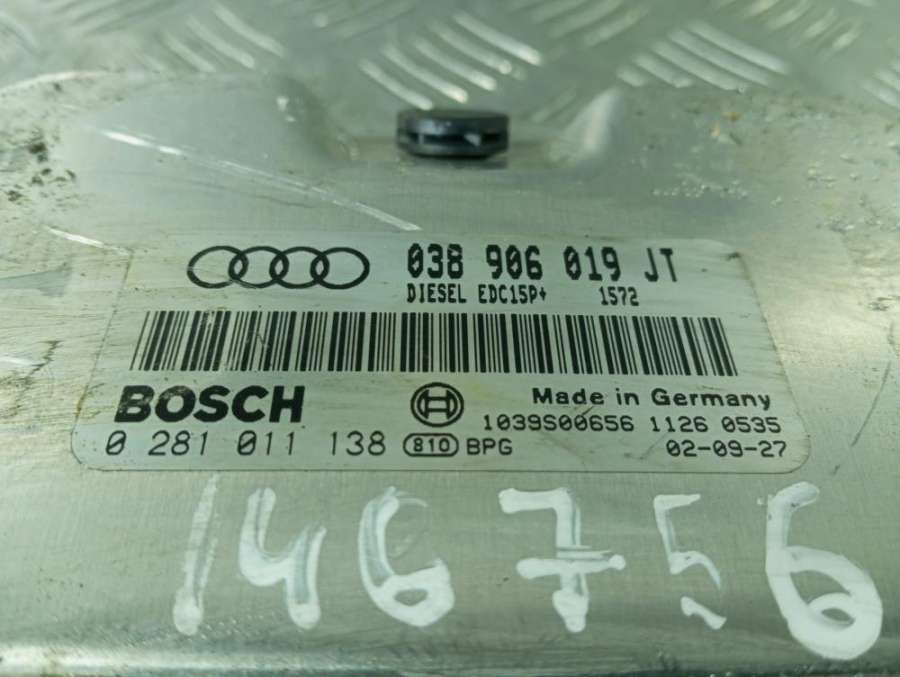 038 906 019 JT
DIESEL EDC15P+ 1572
BOSCH
Made in Germany
1039S00656 1126 0535
0 281 011 138 810 BPG 02-09-27
146756